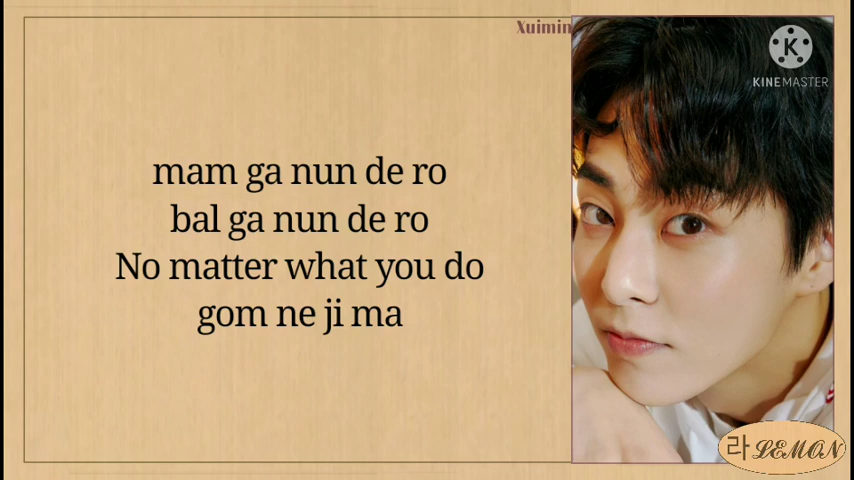 Xuimin
KINEMASTER
mam ga nun de ro
bal ga nun de ro
No matter what you do
gom ne ji ma
라 LEMON